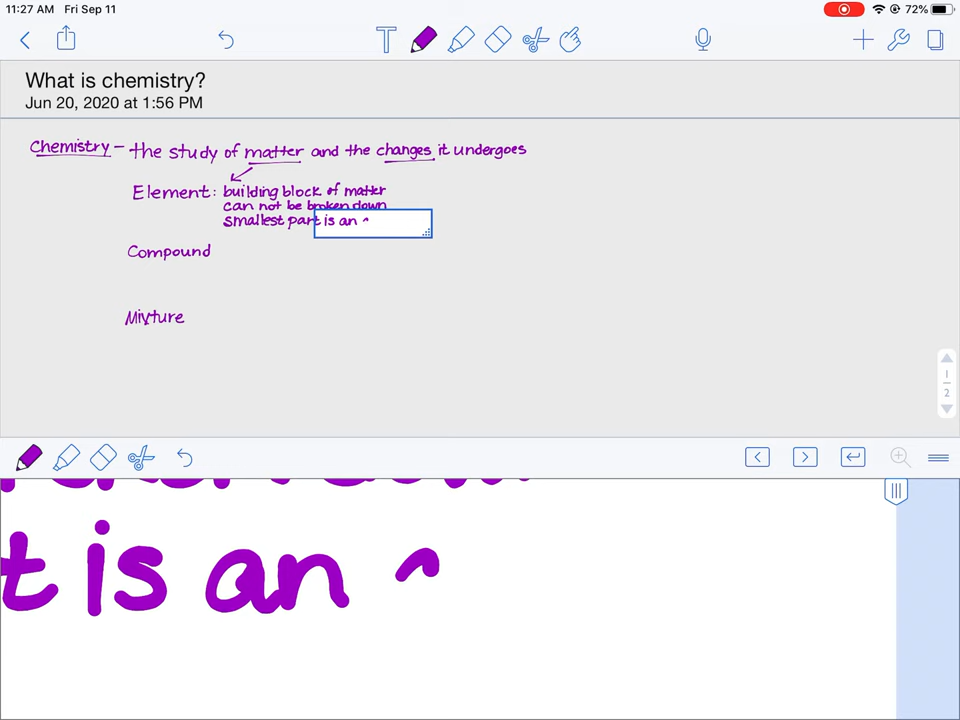 11:27 AM Fri Sep 11 72%
T
What is chemistry?
Jun 20, 2020 at 1:56 PM
Chemistry – the study of matter and the changes it undergoes
Element: building block of matter
can not be broken down
smallest part is an
Compound
Mixture
1
2
t is an